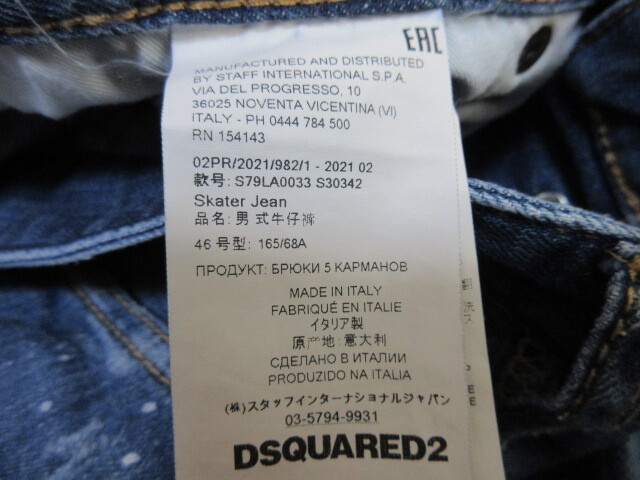 EAC
MANUFACTURED AND DISTRIBUTED
BY STAFF INTERNATIONAL S.P.A.
VIA DEL PROGRESSO, 10
36025 NOVENTA VICENTINA (VI)
ITALY - PH 0444 784 500
RN 154143
02PR/2021/982/1 - 2021 02
款号: S79LA0033 S30342
Skater Jean
品名: 男 式牛仔裤
46 号型: 165/68A
ПРОДУКТ: БРЮКИ 5 КАРМАНОВ
MADE IN ITALY
FABRIQUÉ EN ITALIE
イタリア製
原产地: 意大利
СДЕЛАНО В ИТАЛИИ
PRODUZIDO NA ITALIA
(株)スタッフインターナショナルジャパン
03-5794-9931
DSQUARED2